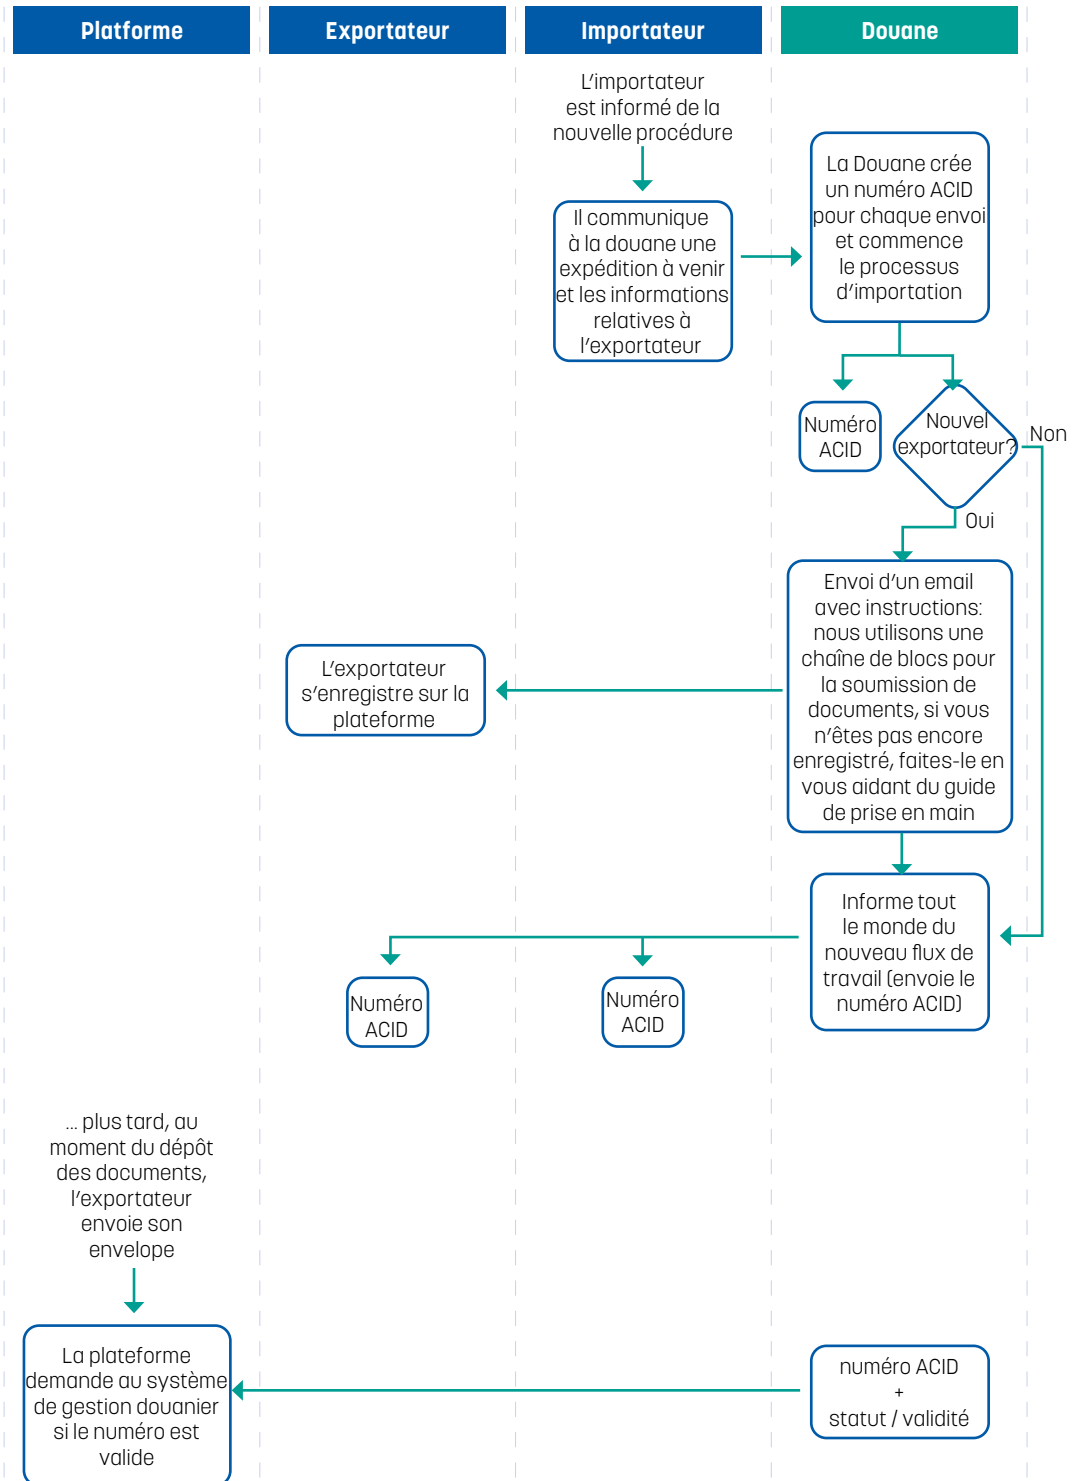 Platforme
Exportateur
Importateur
Douane
L'importateur
est informé de la
nouvelle procédure
Il communique
à la douane une
expédition à venir
et les informations
relatives à
l'exportateur
La Douane crée
un numéro ACID
pour chaque envoi
et commence
le processus
d'importation
Numéro
ACID
Nouvel
exportateur?
Non
Oui
Envoi d'un email
avec instructions:
nous utilisons une
chaîne de blocs pour
la soumission de
documents, si vous
n'êtes pas encore
enregistré, faites-le en
vous aidant du guide
de prise en main
L'exportateur
s'enregistre sur la
plateforme
Informe tout
le monde du
nouveau flux de
travail (envoie le
numéro ACID)
Numéro
ACID
Numéro
ACID
... plus tard, au
moment du dépôt
des documents,
l'exportateur
envoie son
envelope
La plateforme
demande au système
de gestion douanier
si le numéro est
valide
numéro ACID
+
statut / validité